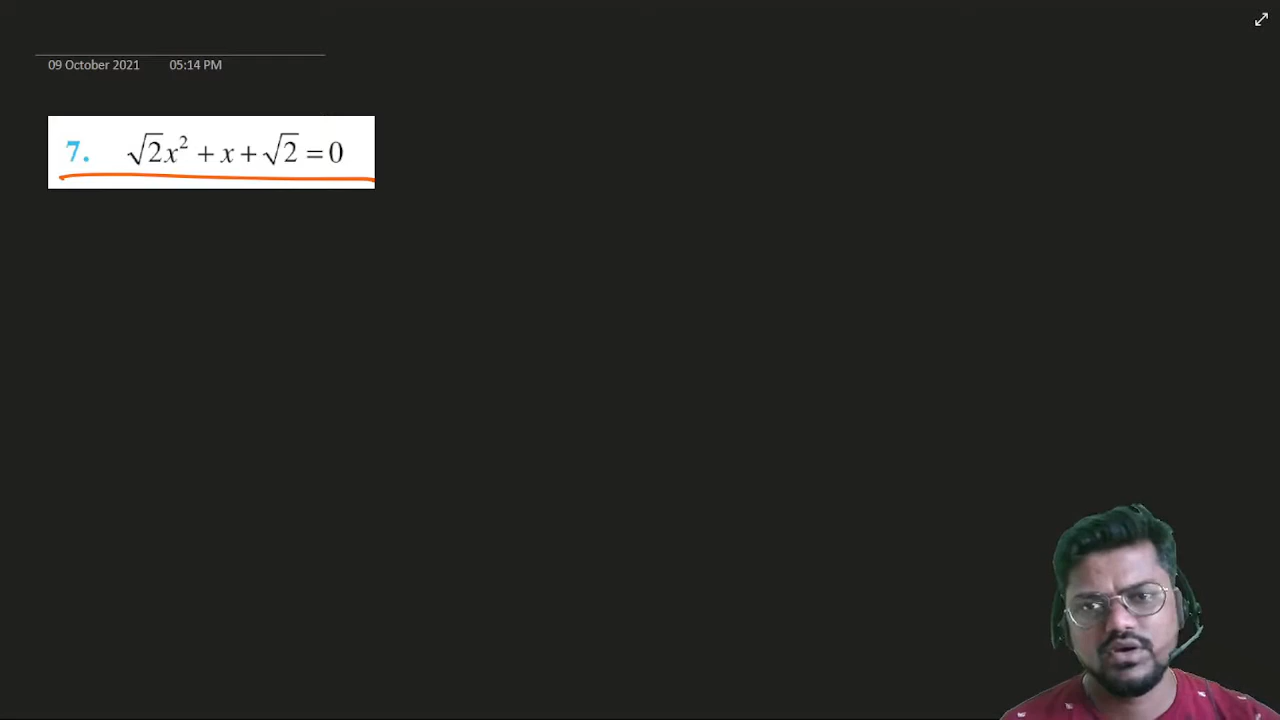 09 October 2021 05:14 PM
7. √2x² + x + √2 = 0